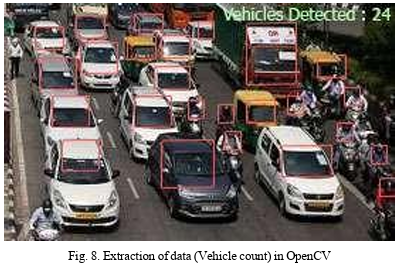 Vehicles Detected : 24
Fig. 8. Extraction of data (Vehicle count) in OpenCV